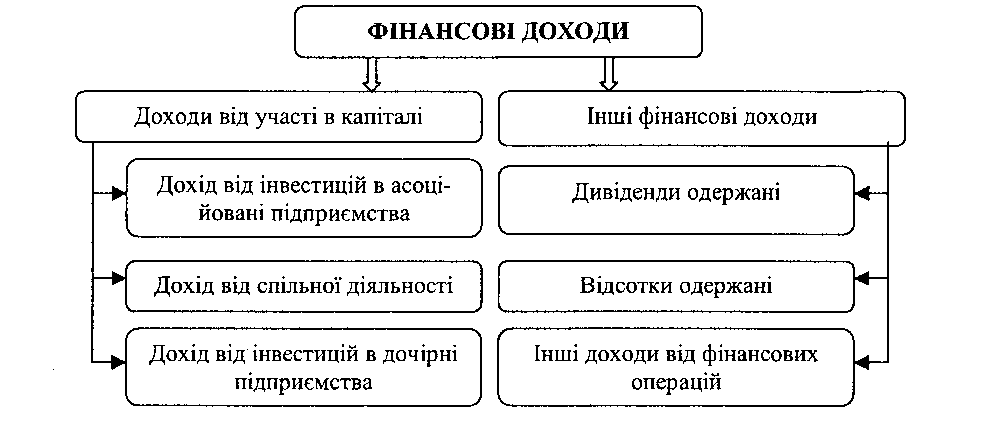 ФІНАНСОВІ ДОХОДИ
Доходи від участі в капіталі
Інші фінансові доходи
Дохід від інвестицій в асоці-
йовані підприємства
Дивіденди одержані
Дохід від спільної діяльності
Відсотки одержані
Дохід від інвестицій в дочірні
підприємства
Інші доходи від фінансових
операцій